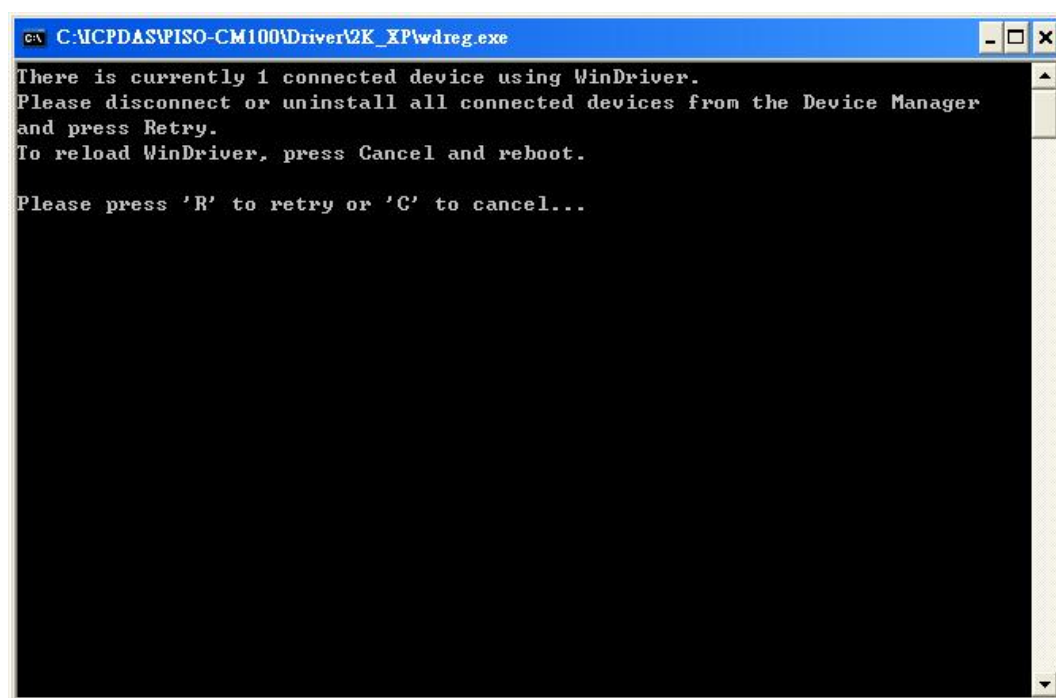 C:\ICPDAS\PISO-CM100\Driver\2K_XP\wdreg.exe
There is currently 1 connected device using WinDriver.
Please disconnect or uninstall all connected devices from the Device Manager
and press Retry.
To reload WinDriver, press Cancel and reboot.
Please press 'R' to retry or 'C' to cancel...